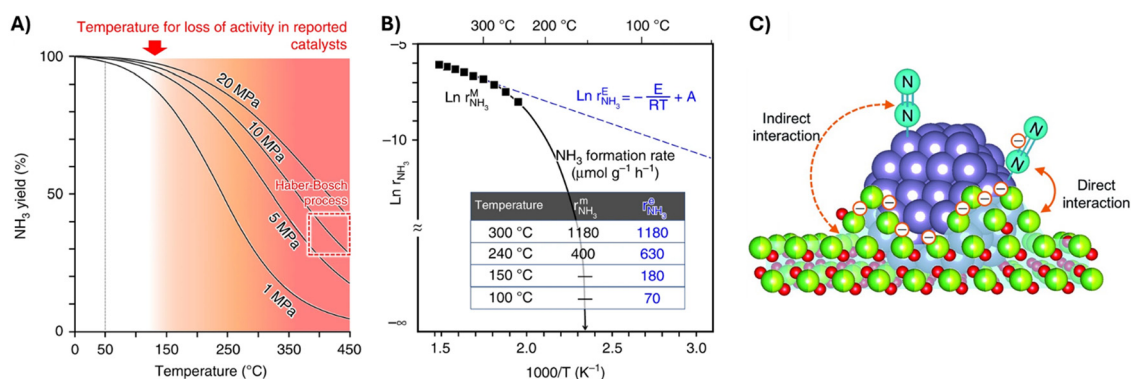 A)
Temperature for loss of activity in reported
catalysts
NH₃ yield (%)
100
50
0
20 MPa
10 MPa
5 MPa
1 MPa
Haber-Bosch
process
0 50 150 250 350 450
Temperature (°C)
B)
300 °C 200 °C 100 °C
Ln r_NH₃
−5
−10
−∞
Ln r^M_NH₃
Ln r^E_NH₃ = − E/RT + A
NH₃ formation rate
(μmol g⁻¹ h⁻¹)
Temperature r^m_NH₃ r^e_NH₃
300 °C 1180 1180
240 °C 400 630
150 °C — 180
100 °C — 70
1.5 2.0 2.5 3.0
1000/T (K⁻¹)
C)
N
N
N
N
Indirect
interaction
Direct
interaction